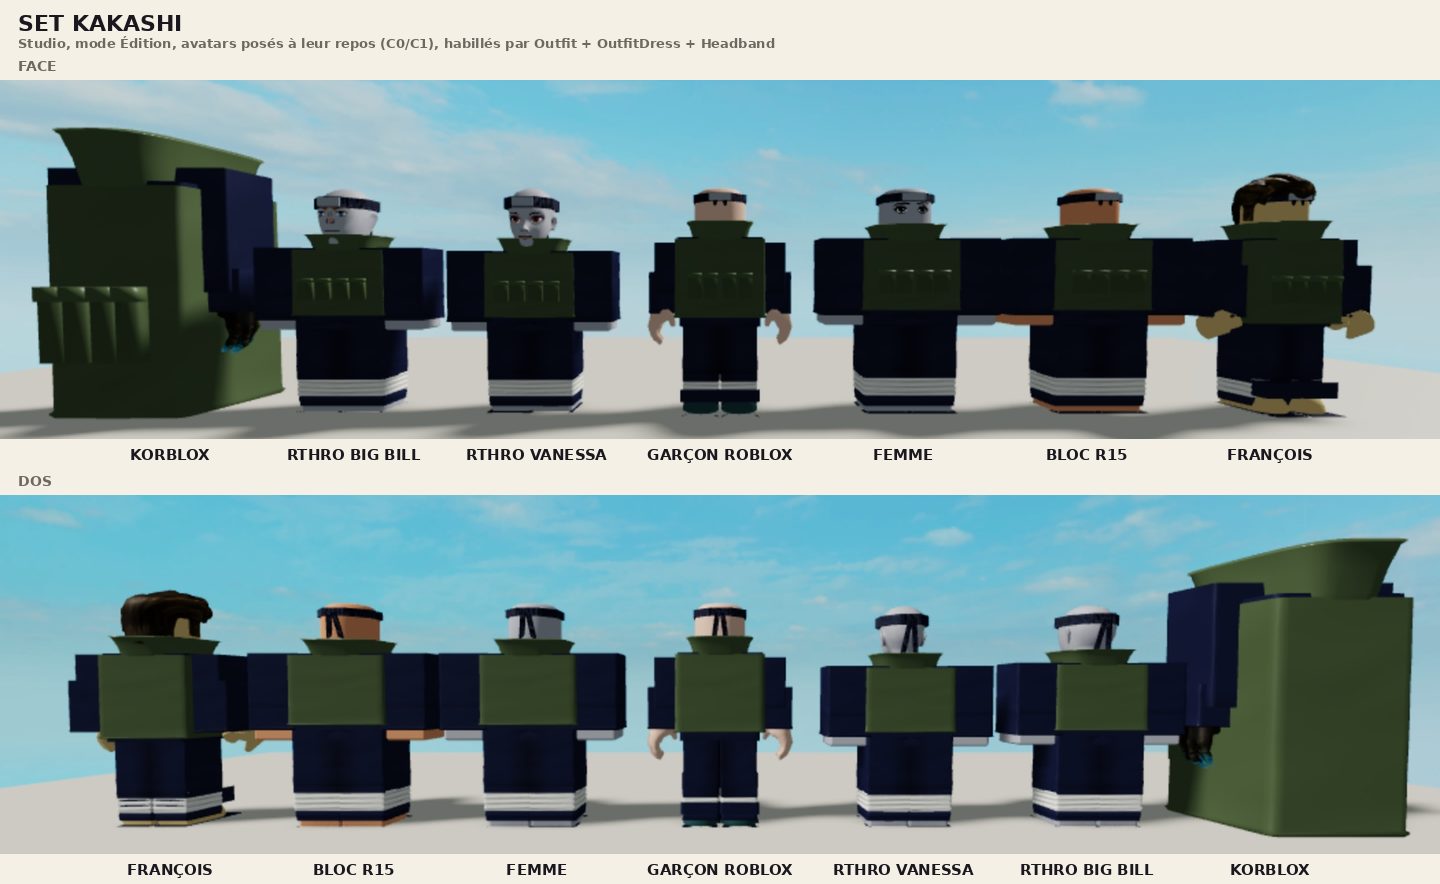 SET KAKASHI
Studio, mode Édition, avatars posés à leur repos (C0/C1), habillés par Outfit + OutfitDress + Headband
FACE
KORBLOX RTHRO BIG BILL RTHRO VANESSA GARÇON ROBLOX FEMME BLOC R15 FRANÇOIS
DOS
FRANÇOIS BLOC R15 FEMME GARÇON ROBLOX RTHRO VANESSA RTHRO BIG BILL KORBLOX